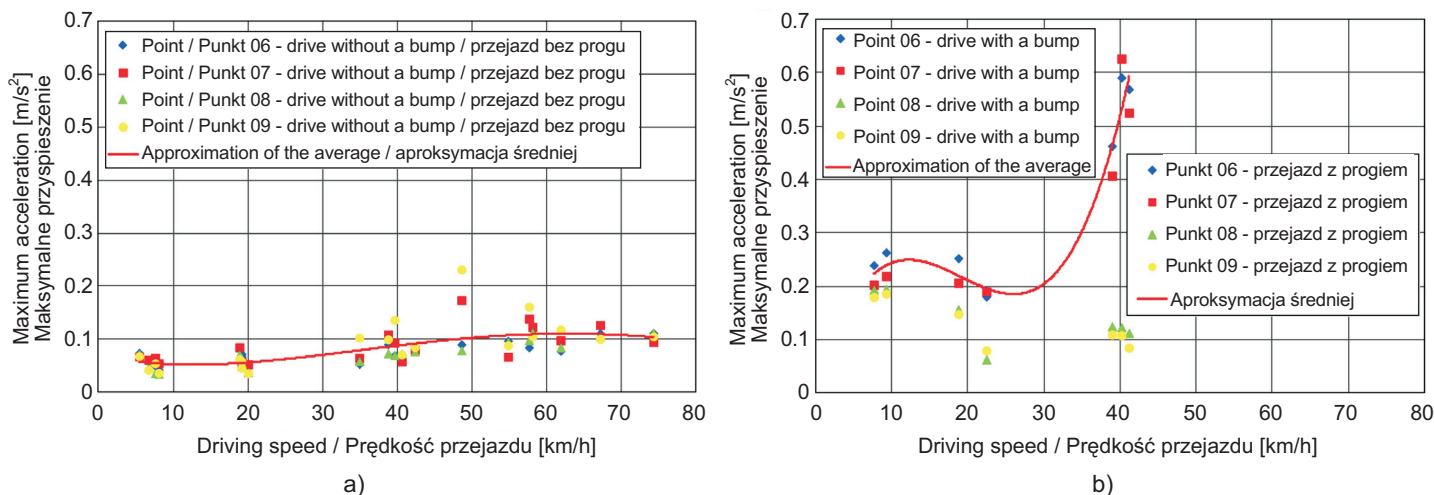 Maximum acceleration [m/s²]
Maksymalne przyspieszenie
0.7
0.6
0.5
0.4
0.3
0.2
0.1
0
Point / Punkt 06 - drive without a bump / przejazd bez progu
Point / Punkt 07 - drive without a bump / przejazd bez progu
Point / Punkt 08 - drive without a bump / przejazd bez progu
Point / Punkt 09 - drive without a bump / przejazd bez progu
Approximation of the average / aproksymacja średniej
0 10 20 30 40 50 60 70 80
Driving speed / Prędkość przejazdu [km/h]
a)
Maximum acceleration [m/s²]
Maksymalne przyspieszenie
0.7
0.6
0.5
0.4
0.3
0.2
0.1
0
Point 06 - drive with a bump
Point 07 - drive with a bump
Point 08 - drive with a bump
Point 09 - drive with a bump
Approximation of the average
Punkt 06 - przejazd z progiem
Punkt 07 - przejazd z progiem
Punkt 08 - przejazd z progiem
Punkt 09 - przejazd z progiem
Aproksymacja średniej
0 10 20 30 40 50 60 70 80
Driving speed / Prędkość przejazdu [km/h]
b)